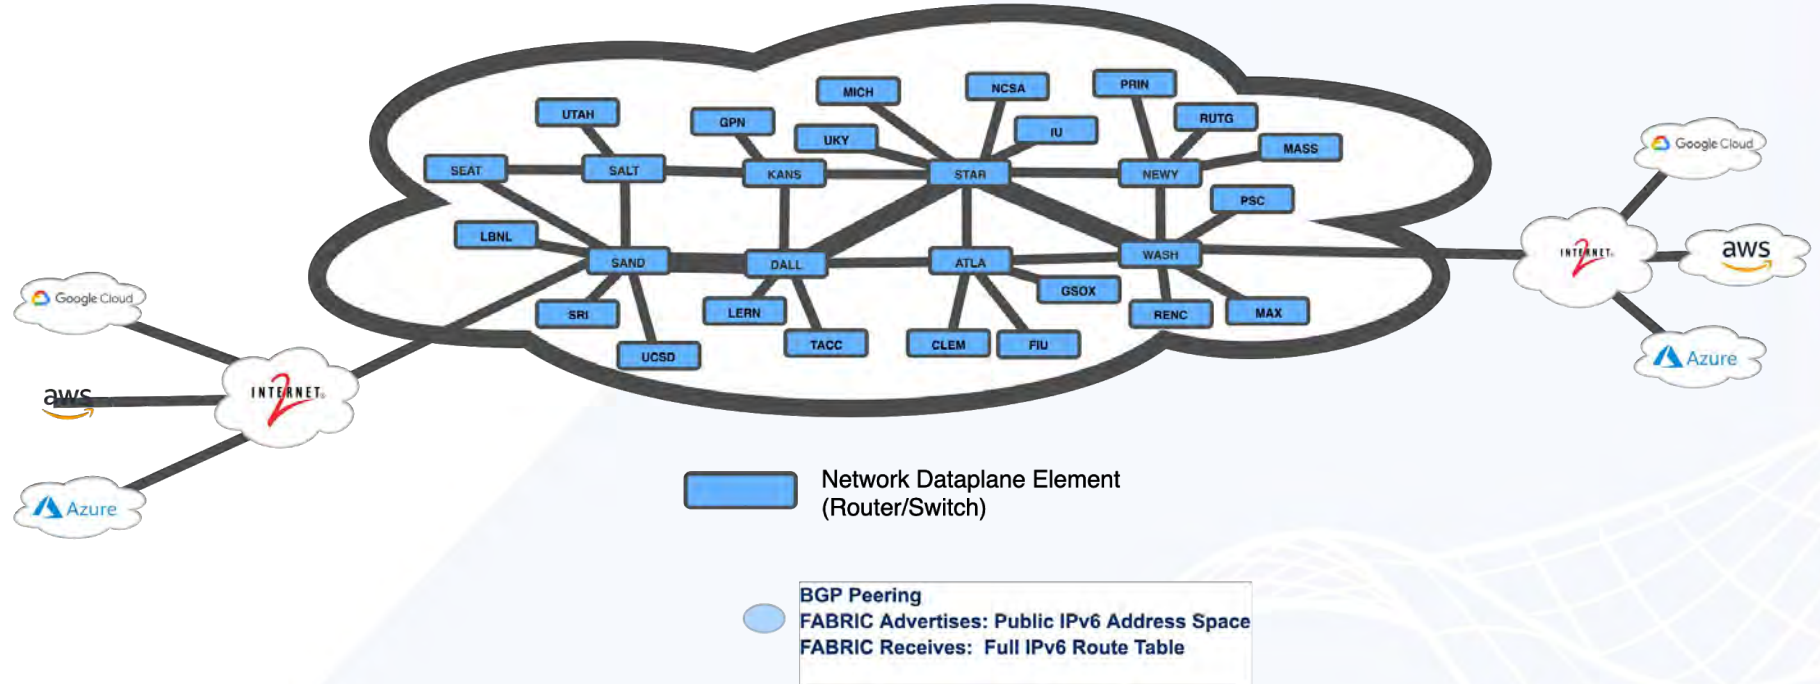 MICH
NCSA
PRIN
UTAH
GPN
UKY
IU
RUTG
MASS
Google Cloud
SEAT
SALT
KANS
STAR
NEWY
PSC
LBNL
SAND
DALL
ATLA
WASH
INTERNET
2
aws
GSOX
Google Cloud
SRI
LERN
RENC
MAX
UCSD
TACC
CLEM
FIU
Azure
aws
INTERNET
2
Azure
Network Dataplane Element
(Router/Switch)
BGP Peering
FABRIC Advertises: Public IPv6 Address Space
FABRIC Receives: Full IPv6 Route Table